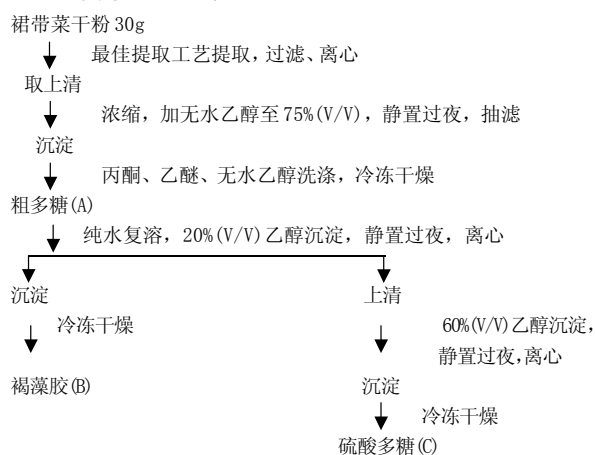 裙带菜干粉 30g
最佳提取工艺提取，过滤、离心
取上清
浓缩，加无水乙醇至 75%(V/V)，静置过夜，抽滤
沉淀
丙酮、乙醚、无水乙醇洗涤，冷冻干燥
粗多糖(A)
纯水复溶，20%(V/V)乙醇沉淀，静置过夜，离心
沉淀
上清
冷冻干燥
60%(V/V)乙醇沉淀，
静置过夜，离心
褐藻胶(B)
沉淀
冷冻干燥
硫酸多糖(C)